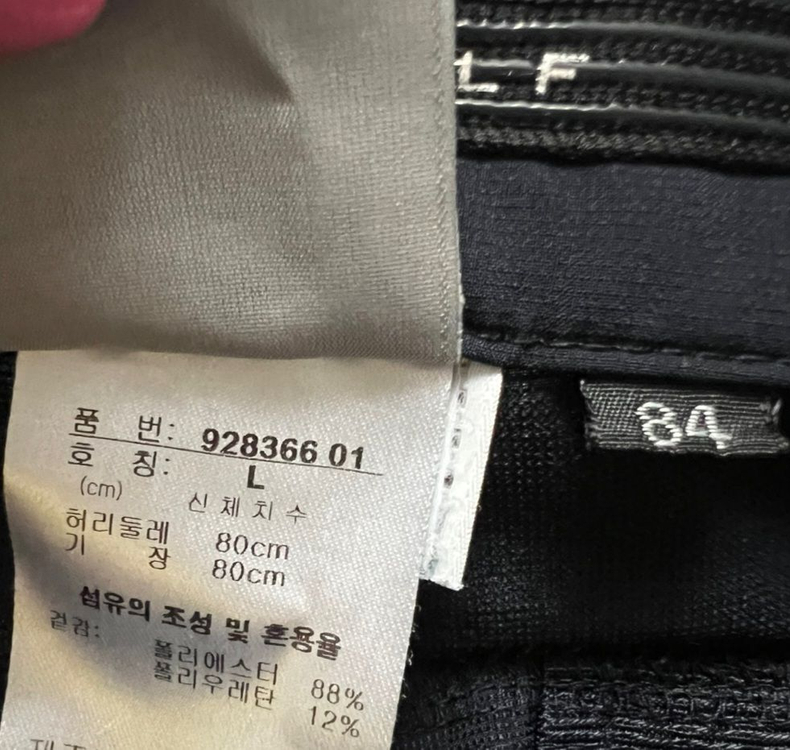 LF
84
품 번: 928366 01
호 칭: L
(cm) 신체치수
허리둘레 80cm
기 장 80cm
섬유의 조성 및 혼용율
겉감:
폴리에스터 88%
폴리우레탄 12%